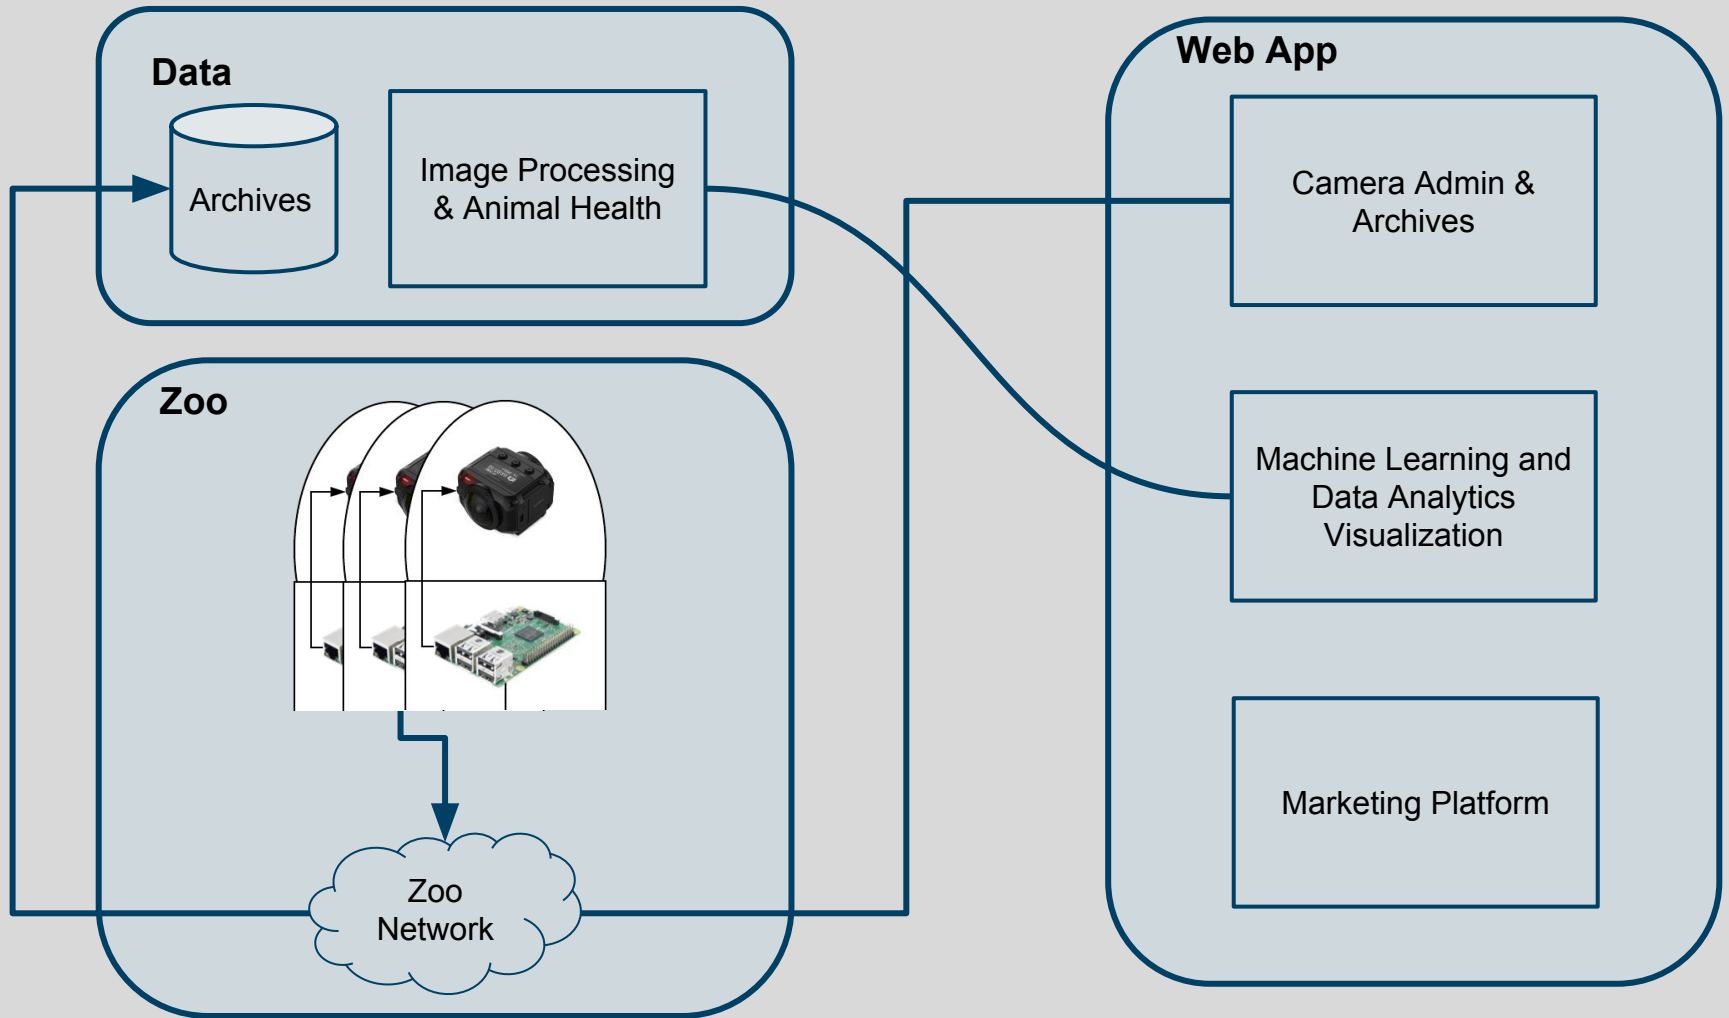 Data
Archives
Image Processing
& Animal Health
Zoo
Zoo
Network
Web App
Camera Admin &
Archives
Machine Learning and
Data Analytics
Visualization
Marketing Platform